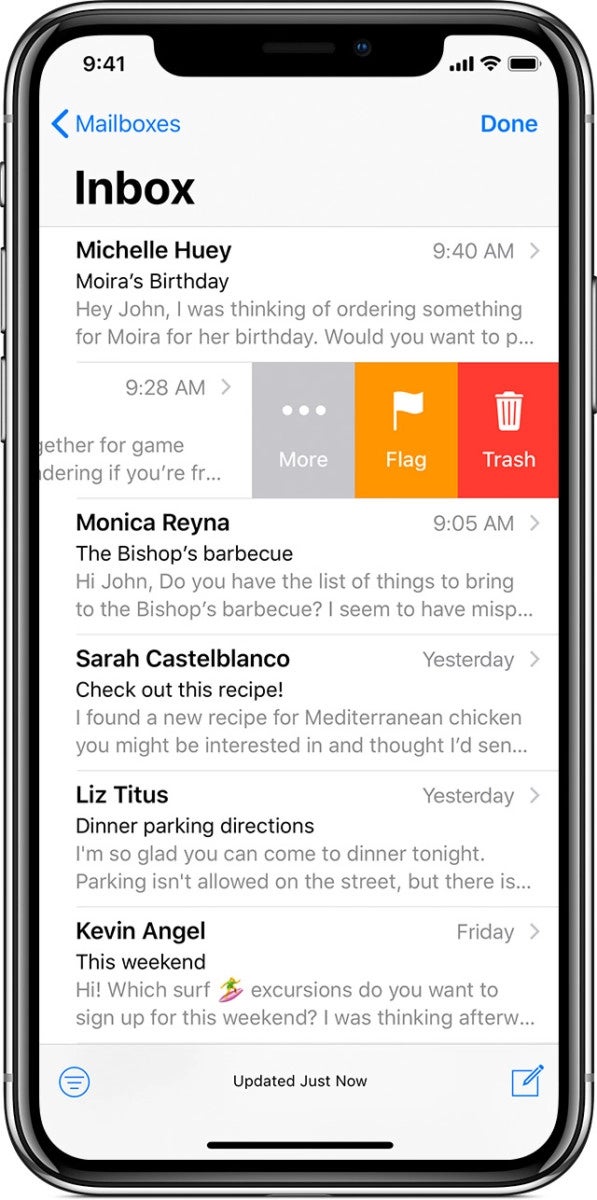 9:41
Mailboxes
Done
Inbox
Michelle Huey 9:40 AM
Moira’s Birthday
Hey John, I was thinking of ordering something
for Moira for her birthday. Would you want to p...
9:28 AM
for game
if you’re fr...
More
Flag
Trash
Monica Reyna 9:05 AM
The Bishop’s barbecue
Hi John, Do you have the list of things to bring
to the Bishop’s barbecue? I seem to have misp...
Sarah Castelblanco Yesterday
Check out this recipe!
I found a new recipe for Mediterranean chicken
you might be interested in and thought I’d sen...
Liz Titus Yesterday
Dinner parking directions
I'm so glad you can come to dinner tonight.
Parking isn't allowed on the street, but there is...
Kevin Angel Friday
This weekend
Hi! Which surf 🏄‍♀️ excursions do you want to
sign up for this weekend? I was thinking afterw...
Updated Just Now